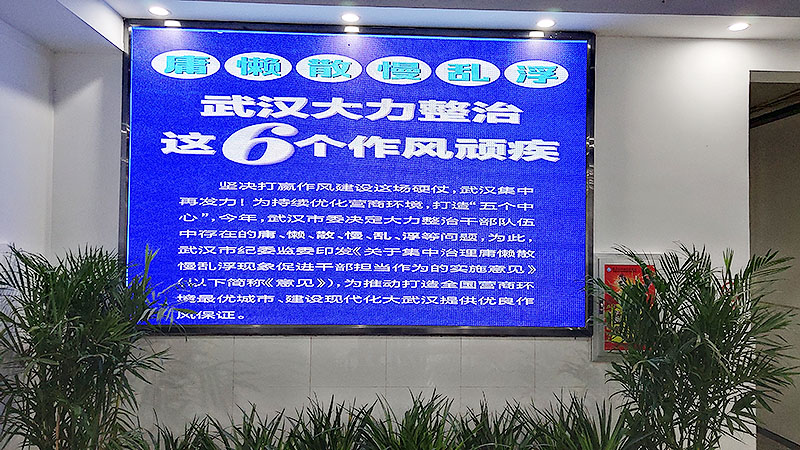 庸懒散慢乱浮
武汉大力整治
这6个作风顽疾
坚决打赢作风建设这场硬仗，武汉集中
再发力！为持续优化营商环境，打造“五个中
心”，今年，武汉市委决定大力整治干部队伍
中存在的庸、懒、散、慢、乱、浮等问题，为此，
武汉市纪委监委印发《关于集中治理庸懒散
慢乱浮现象促进干部担当作为的实施意见》
（以下简称《意见》），为推动打造全国营商环
境最优城市、建设现代化大武汉提供优良作
风保证。